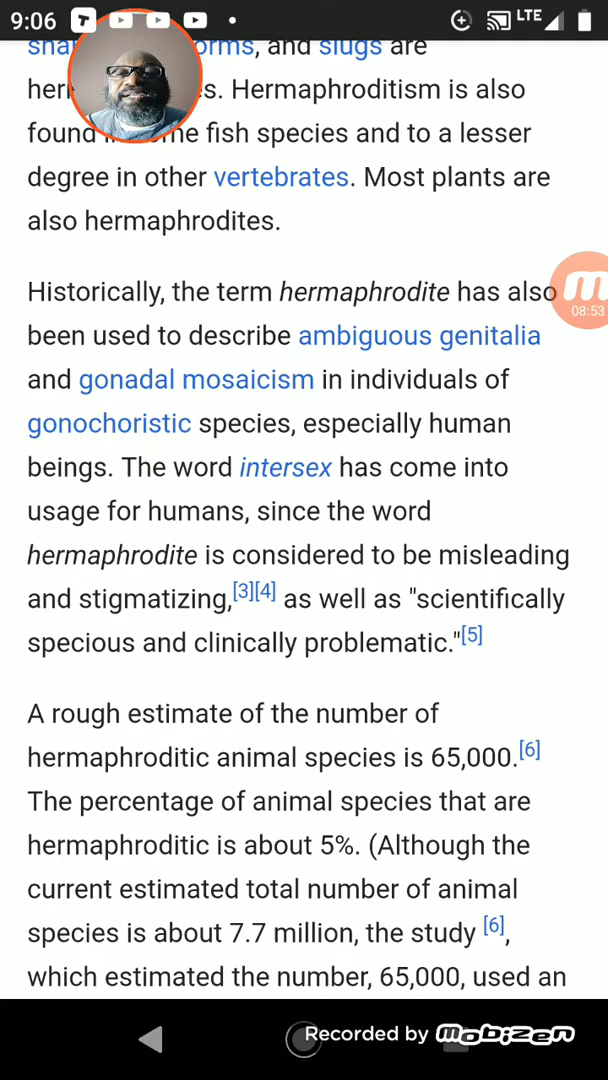 9:06 LTE
orms, and slugs are
s. Hermaphroditism is also
found fish species and to a lesser
degree in other vertebrates. Most plants are
also hermaphrodites.
Historically, the term hermaphrodite has also
been used to describe ambiguous genitalia
and gonadal mosaicism in individuals of
gonochoristic species, especially human
beings. The word intersex has come into
usage for humans, since the word
hermaphrodite is considered to be misleading
and stigmatizing,[3][4] as well as "scientifically
specious and clinically problematic."[5]
A rough estimate of the number of
hermaphroditic animal species is 65,000.[6]
The percentage of animal species that are
hermaphroditic is about 5%. (Although the
current estimated total number of animal
species is about 7.7 million, the study [6],
which estimated the number, 65,000, used an
08:53
Recorded by mobizen